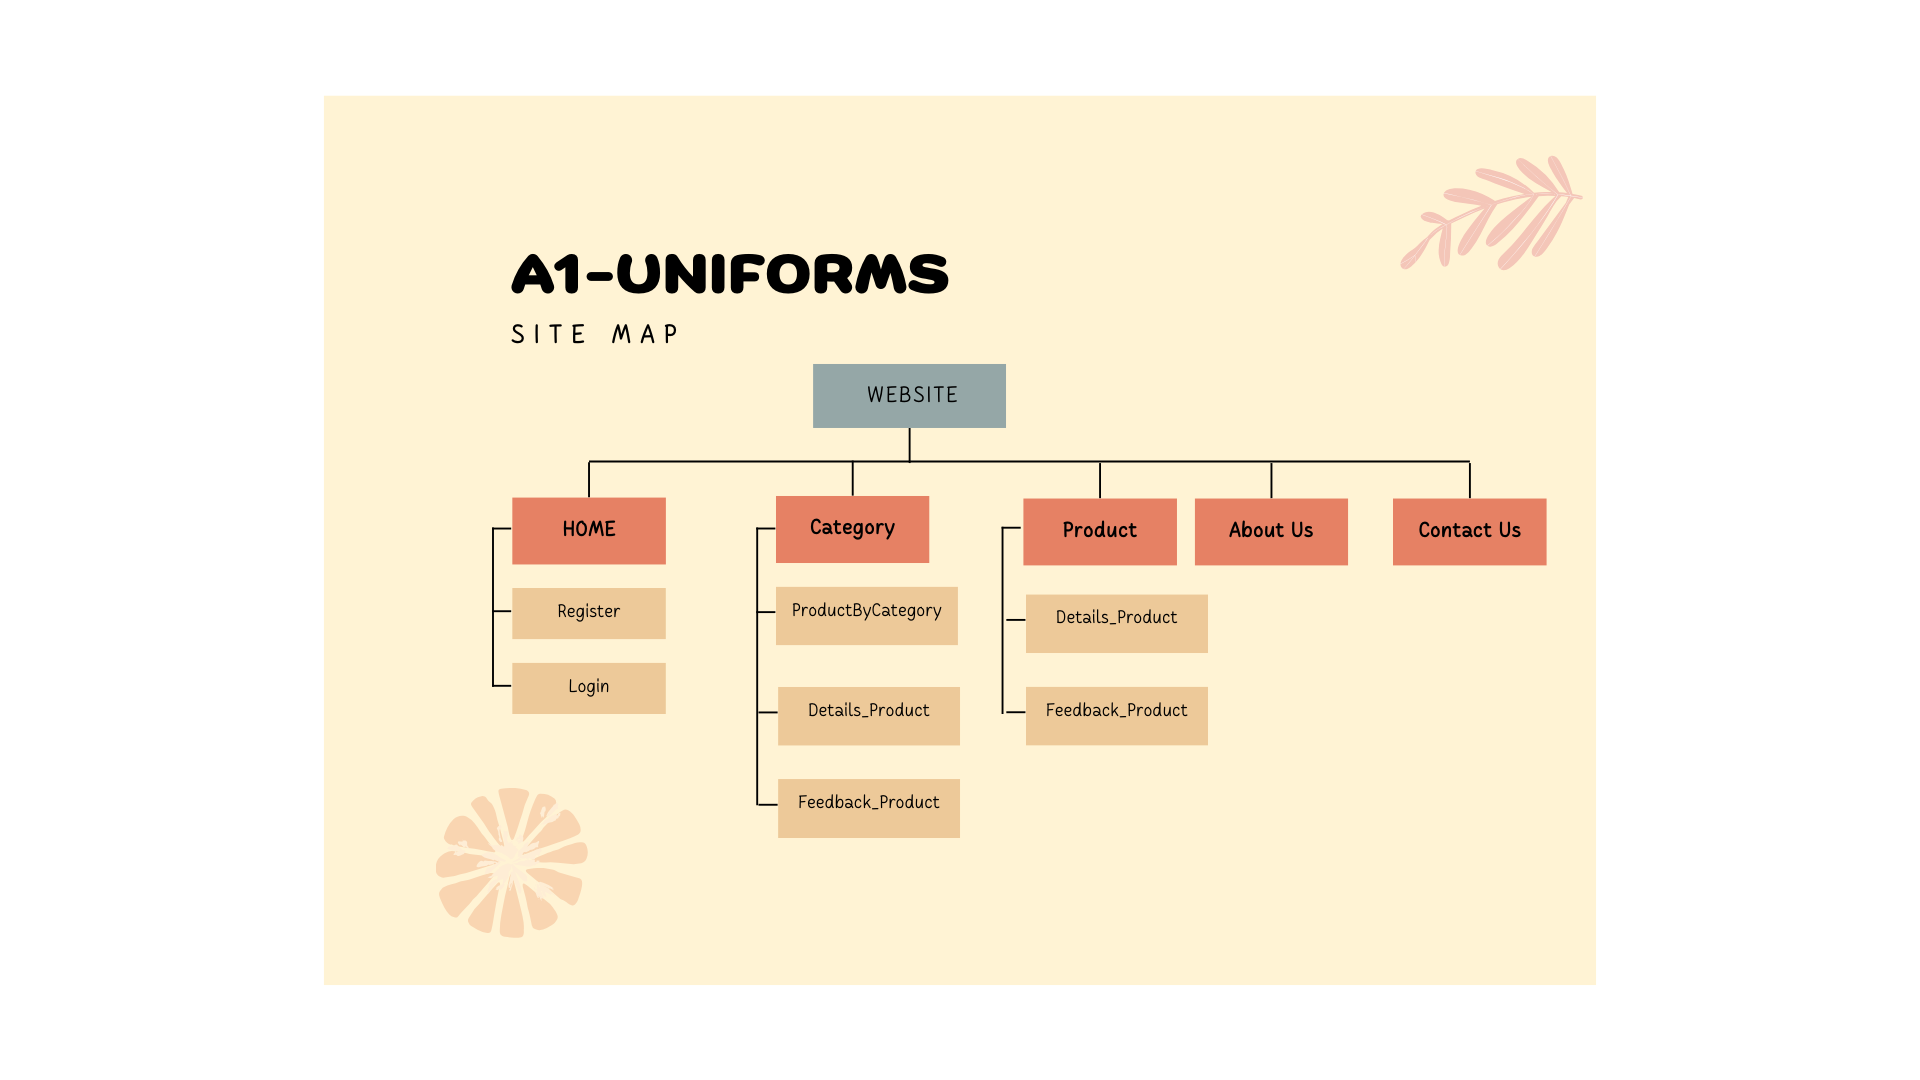 A1-UNIFORMS
SITE MAP
WEBSITE
HOME
Register
Login
Category
ProductByCategory
Details_Product
Feedback_Product
Product
Details_Product
Feedback_Product
About Us
Contact Us